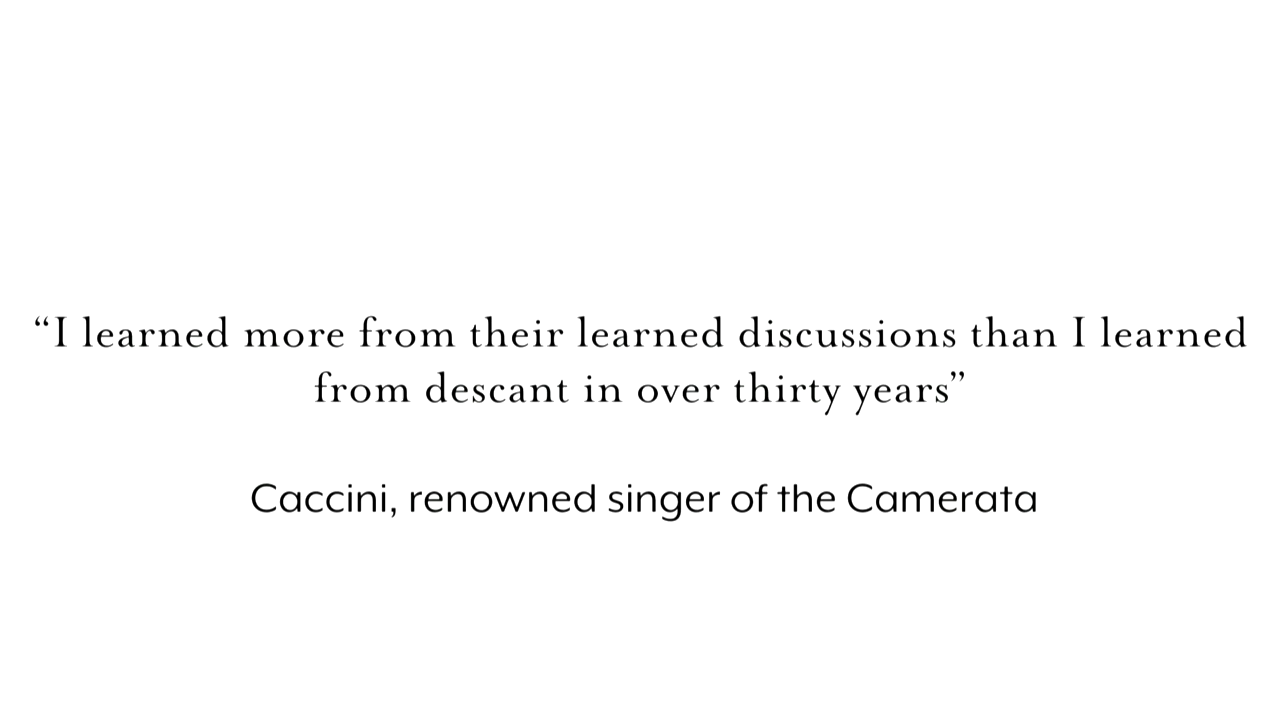 “I learned more from their learned discussions than I learned
from descant in over thirty years”
Caccini, renowned singer of the Camerata